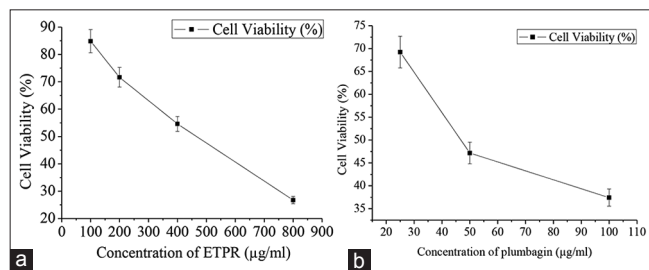 90
80
70
60
50
40
30
20
Cell Viability (%)
Cell Viability (%)
0 100 200 300 400 500 600 700 800 900
Concentration of ETPR (µg/ml)
a
75
70
65
60
55
50
45
40
35
Cell Viability (%)
Cell Viability (%)
20 30 40 50 60 70 80 90 100 110
Concentration of plumbagin (µg/ml)
b